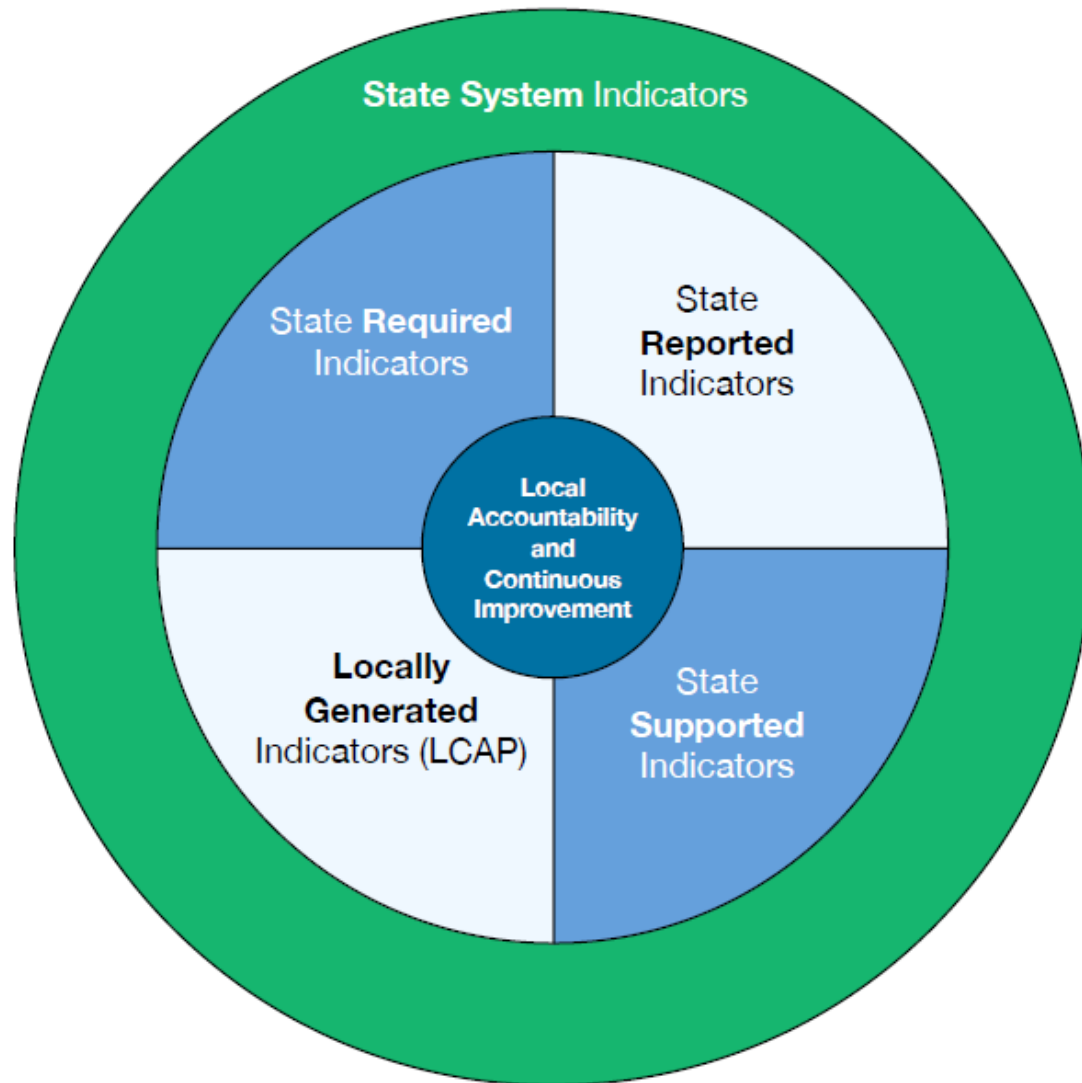 State System Indicators
State Required
Indicators
State
Reported
Indicators
Local
Accountability
and
Continuous
Improvement
Locally
Generated
Indicators (LCAP)
State
Supported
Indicators